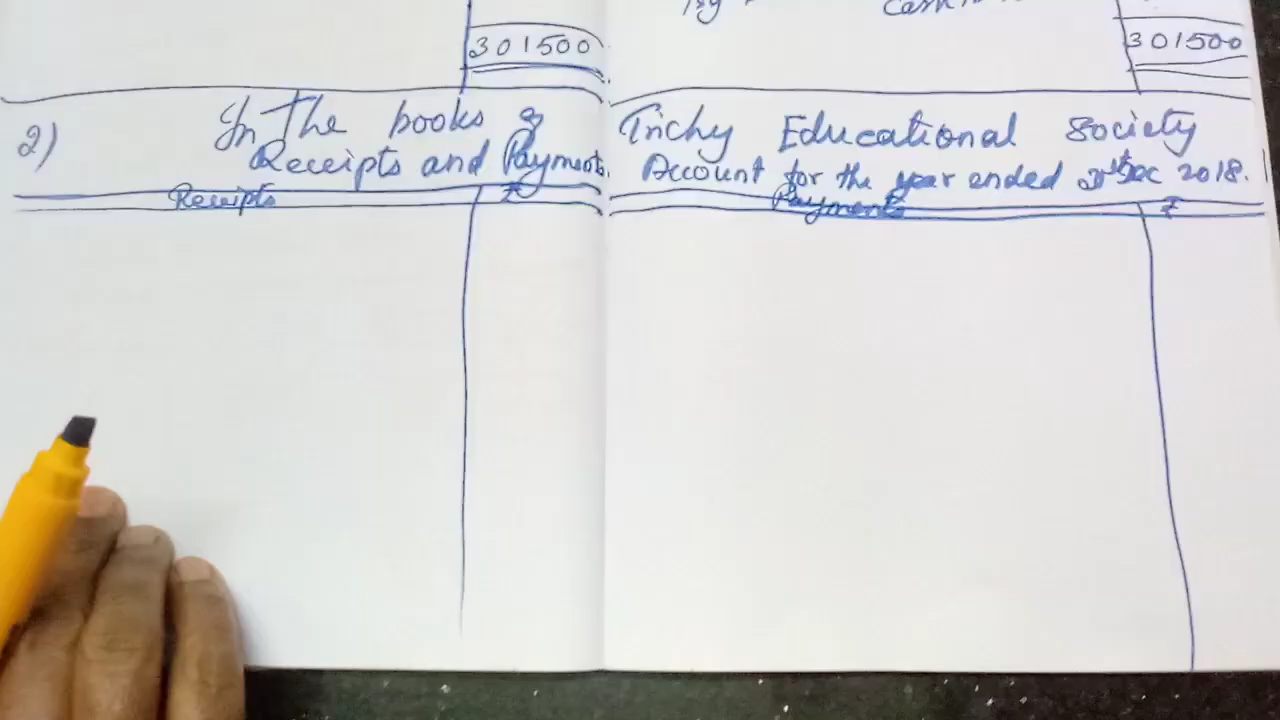 Cash
301500 301500
2) In The books of Trichy Educational Society
Receipts and Payments Account for the year ended 31st Dec 2018.
Receipts ₹ Payments ₹